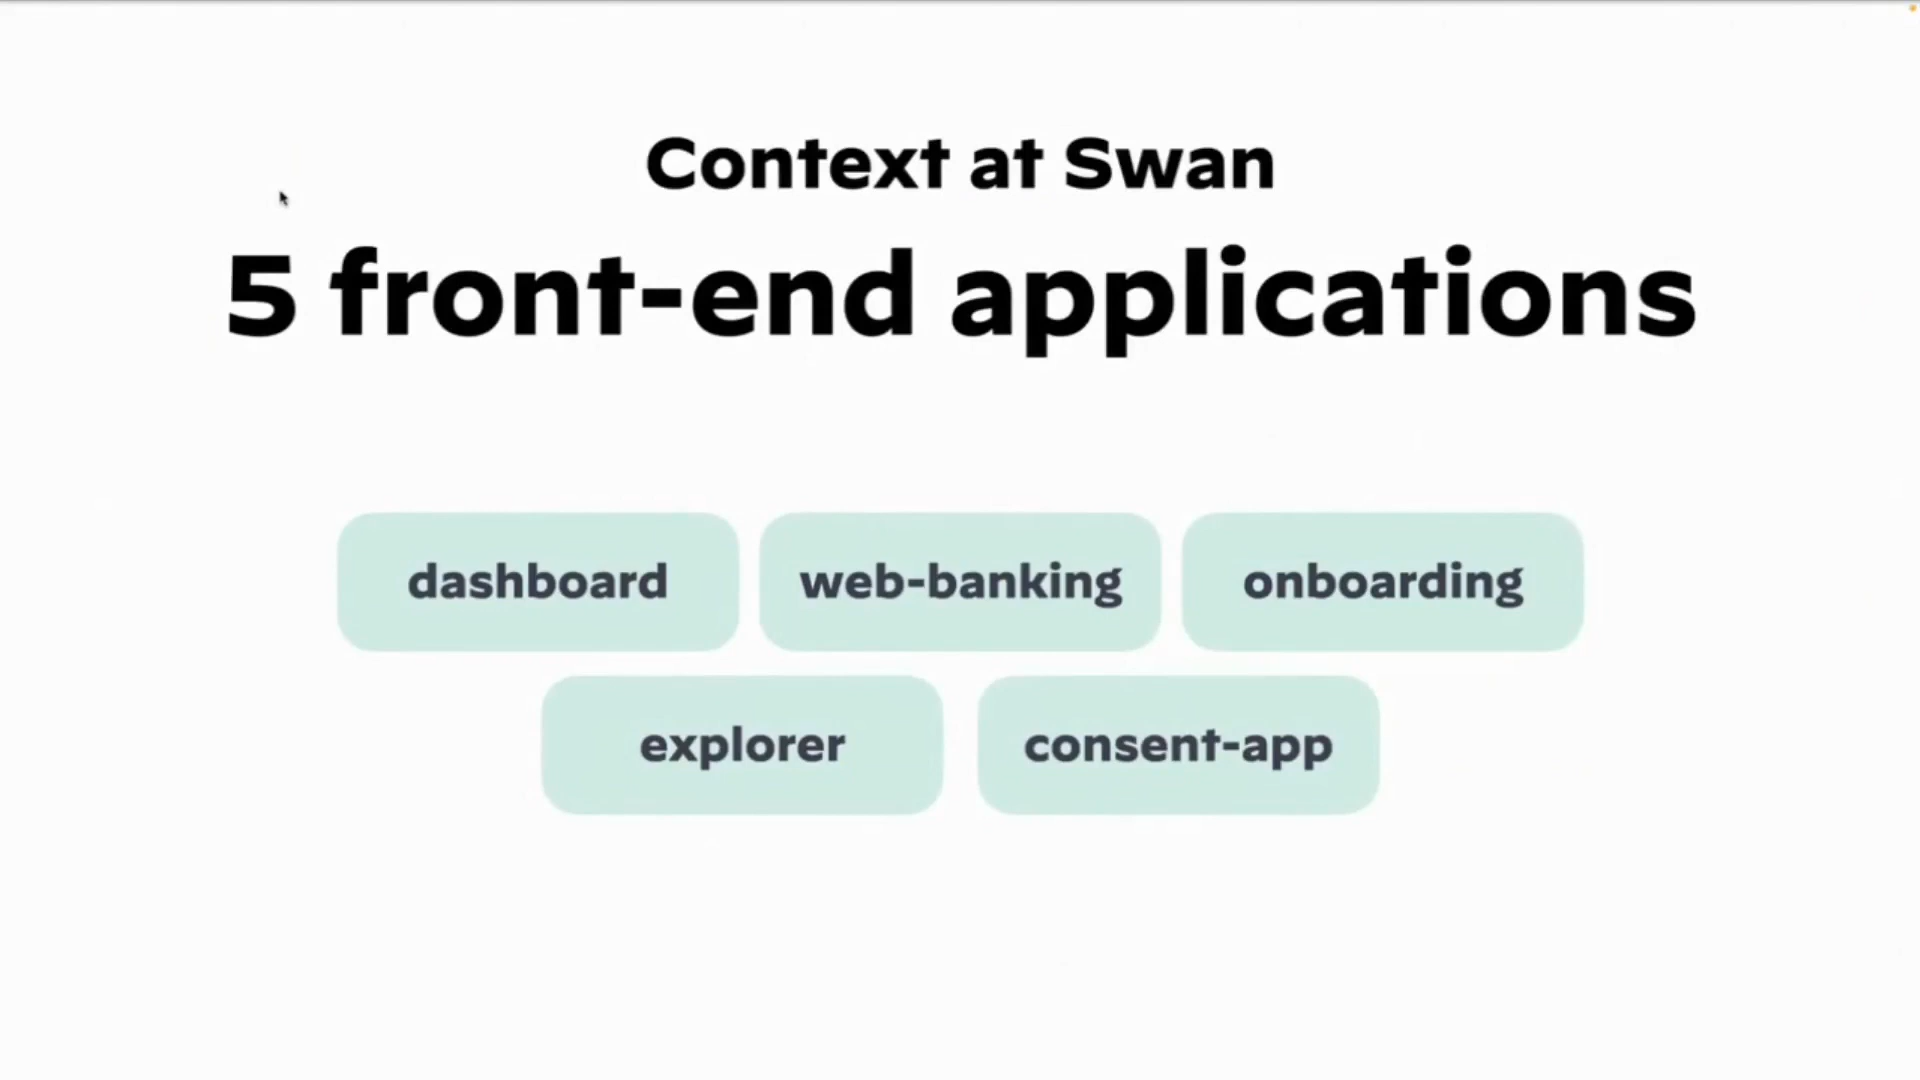 Context at Swan
5 front-end applications
dashboard
web-banking
onboarding
explorer
consent-app